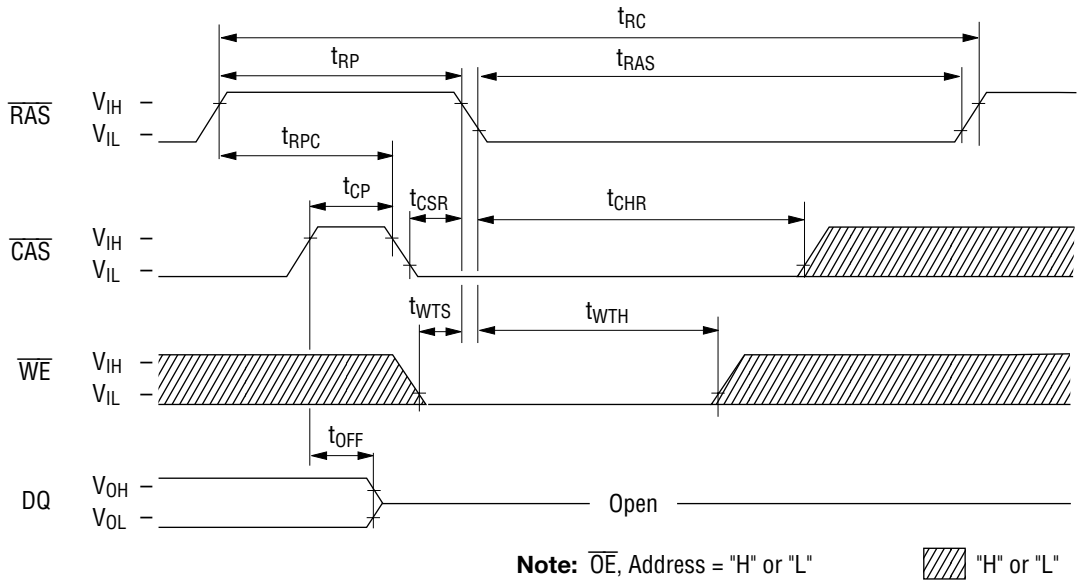 tRC
tRP
tRAS
RAS
VIH
VIL
tRPC
tCP
tCSR
tCHR
CAS
VIH
VIL
tWTS
tWTH
WE
VIH
VIL
tOFF
DQ
VOH
VOL
Open
Note: OE, Address = "H" or "L"
"H" or "L"